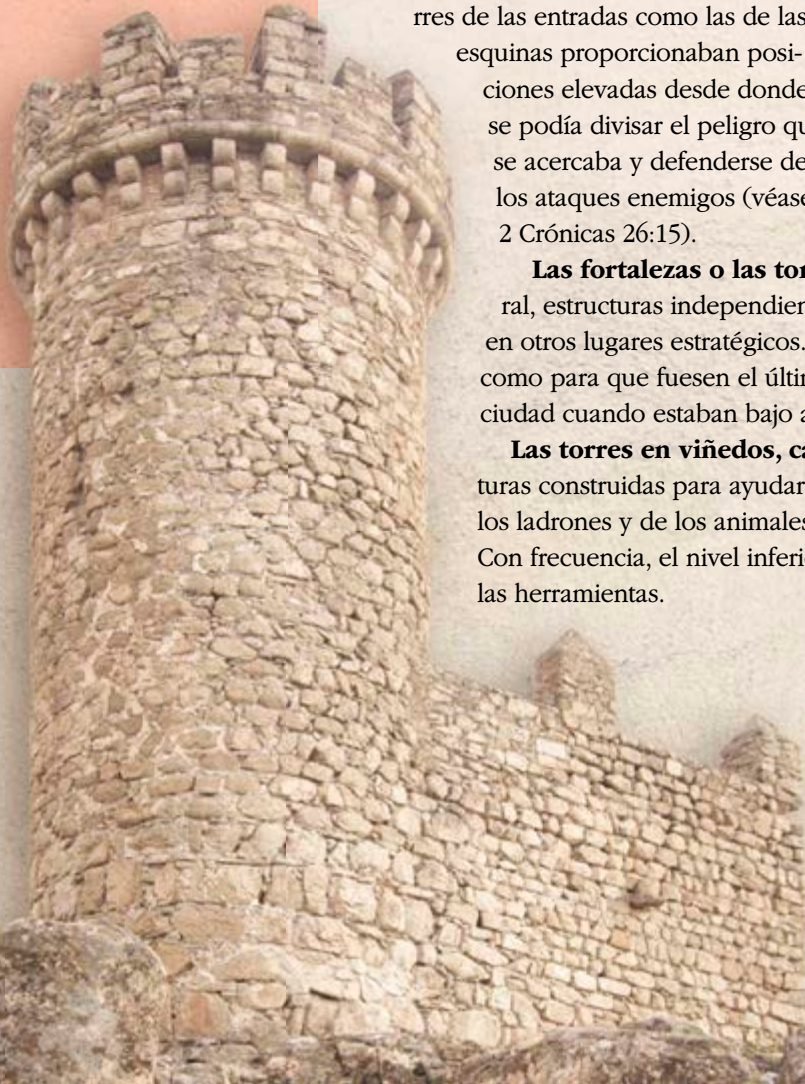 rres de las entradas como las de las
esquinas proporcionaban posi-
ciones elevadas desde donde
se podía divisar el peligro qu
se acercaba y defenderse de
los ataques enemigos (véase
2 Crónicas 26:15).
Las fortalezas o las tor
ral, estructuras independien
en otros lugares estratégicos.
como para que fuesen el últim
ciudad cuando estaban bajo a
Las torres en viñedos, ca
turas construidas para ayudar
los ladrones y de los animales
Con frecuencia, el nivel inferi
las herramientas.